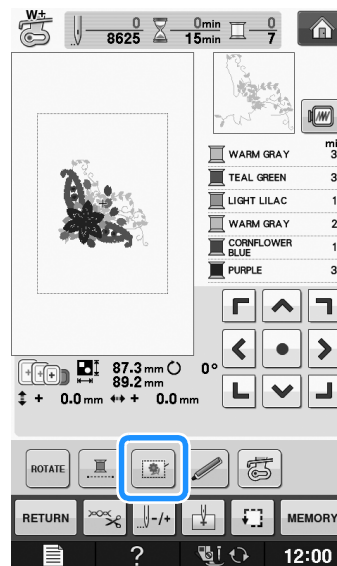 W+
0 0min 0
8625 15min 7
mi
WARM GRAY 3
TEAL GREEN 3
LIGHT LILAC 1
WARM GRAY 2
CORNFLOWER
BLUE 1
PURPLE 3
87.3 mm 0°
89.2 mm
+ 0.0 mm + 0.0 mm
ROTATE
RETURN -/+ MEMORY
? 12:00